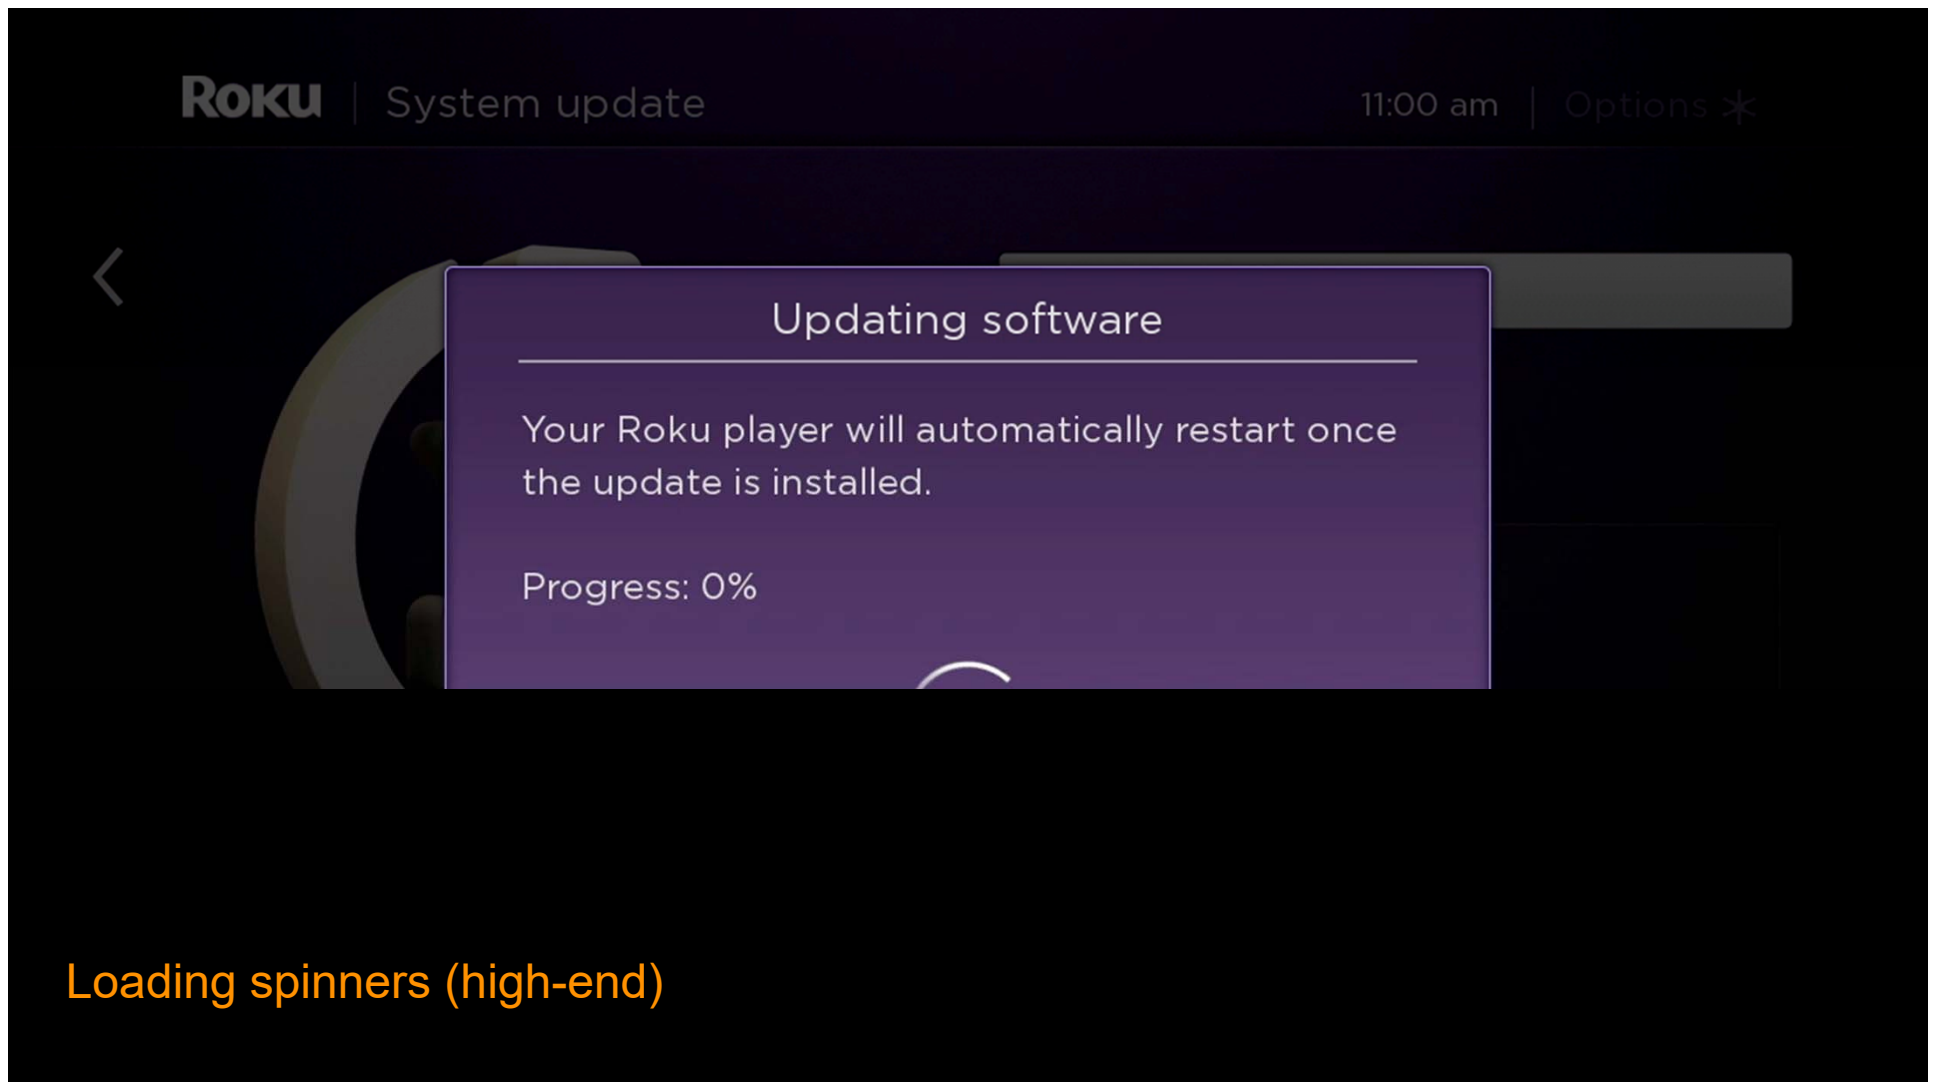 ROKU | System update
11:00 am | Options
Updating software
Your Roku player will automatically restart once
the update is installed.
Progress: 0%
Loading spinners (high-end)